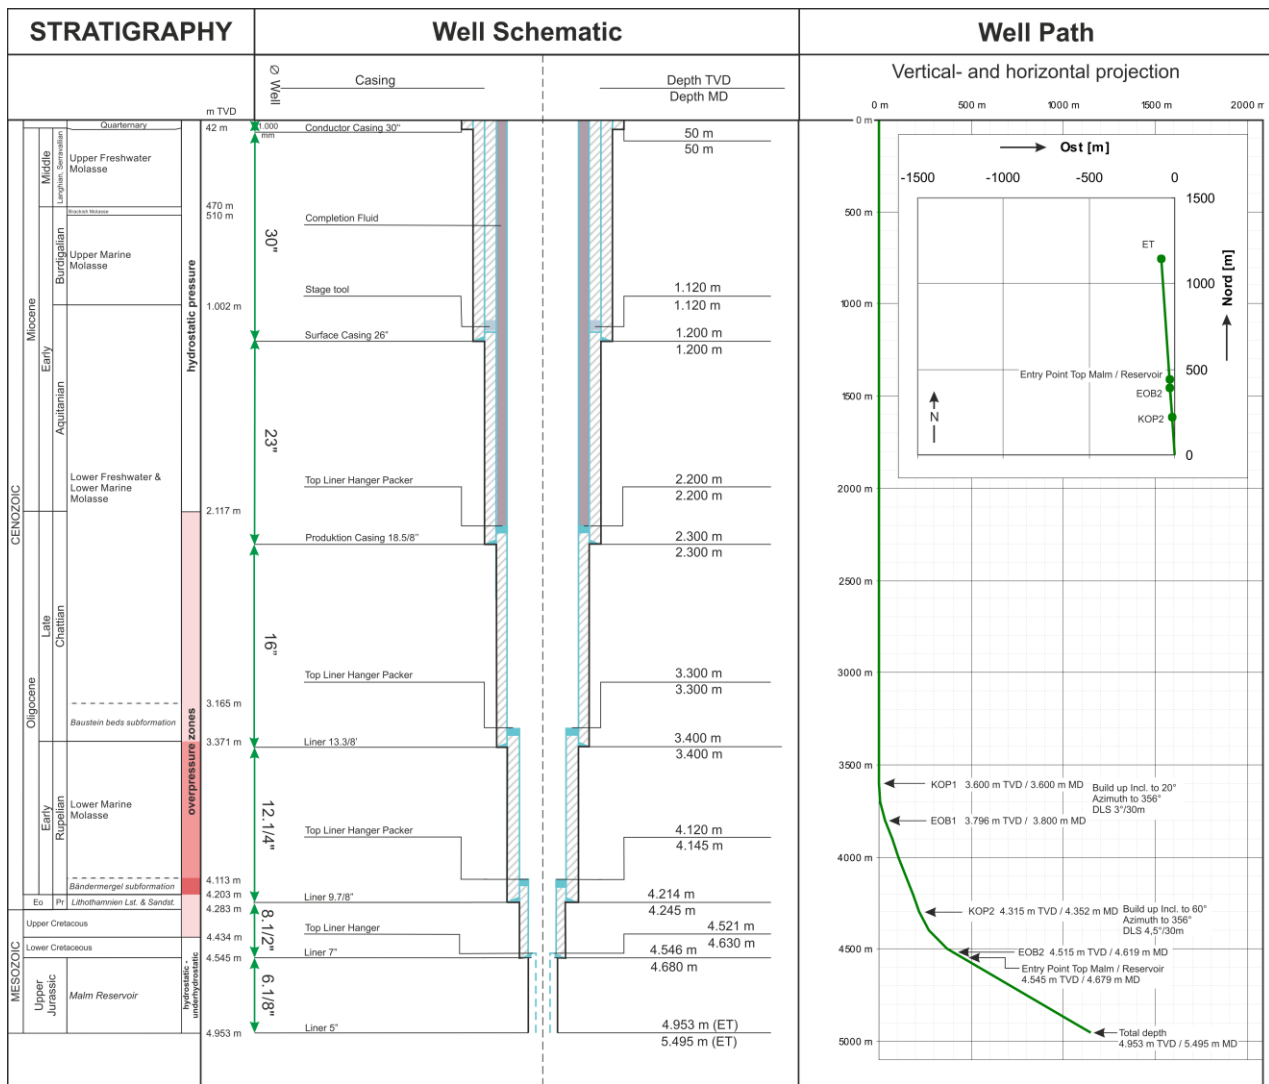 STRATIGRAPHY
Well Schematic
Well Path
m TVD
Ø Well
Casing
Depth TVD
Depth MD
Vertical- and horizontal projection
0 m
500 m
1000 m
1500 m
2000 m
Quarternary
42 m
1.000
mm
Conductor Casing 30"
50 m
50 m
0 m
Middle
Langhian, Serravallian
Upper Freshwater
Molasse
470 m
Brackish Molasse
510 m
Burdigalian
Upper Marine
Molasse
30"
Completion Fluid
hydrostatic pressure
1.002 m
Stage tool
1.120 m
1.120 m
Miocene
Early
Surface Casing 26"
1.200 m
1.200 m
Aquitanian
23"
Lower Freshwater &
Lower Marine
Molasse
Top Liner Hanger Packer
2.200 m
2.200 m
CENOZOIC
2.117 m
Produktion Casing 18.5/8"
2.300 m
2.300 m
Late
Chattian
16"
Oligocene
Top Liner Hanger Packer
3.300 m
3.300 m
3.165 m
Baustein beds subformation
3.371 m
Liner 13.3/8'
3.400 m
3.400 m
overpressure zones
Early
Rupelian
Lower Marine
Molasse
12.1/4"
Top Liner Hanger Packer
4.120 m
4.145 m
4.113 m
Bändermergel subformation
4.203 m
Liner 9.7/8"
4.214 m
4.245 m
Eo
Pr
Lithothamnien Lst. & Sandst.
4.283 m
Upper Cretacous
8.1/2"
Top Liner Hanger
4.521 m
4.630 m
4.434 m
Lower Cretaceous
Liner 7"
4.546 m
4.680 m
4.545 m
MESOZOIC
Upper
Jurassic
Malm Reservoir
hydrostatic -
underhydrostatic
6.1/8"
4.953 m
Liner 5"
4.953 m (ET)
5.495 m (ET)
Ost [m]
-1500
-1000
-500
0
1500
ET
1000
Nord [m]
500
Entry Point Top Malm / Reservoir
EOB2
KOP2
N
0
500 m
1000 m
1500 m
2000 m
2500 m
3000 m
3500 m
KOP1 3.600 m TVD / 3.600 m MD
Build up Incl. to 20°
Azimuth to 356°
DLS 3°/30m
EOB1 3.796 m TVD / 3.800 m MD
4000 m
KOP2 4.315 m TVD / 4.352 m MD
Build up Incl. to 60°
Azimuth to 356°
DLS 4,5°/30m
4500 m
EOB2 4.515 m TVD / 4.619 m MD
Entry Point Top Malm / Reservoir
4.545 m TVD / 4.679 m MD
5000 m
Total depth
4.953 m TVD / 5.495 m MD